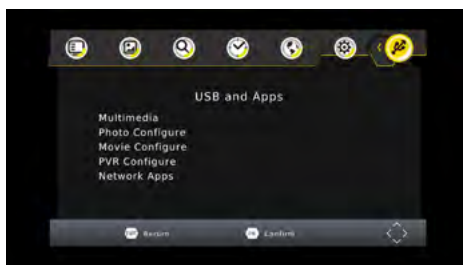 USB and Apps
Multimedia
Photo Configure
Movie Configure
PVR Configure
Network Apps
Return
Confirm